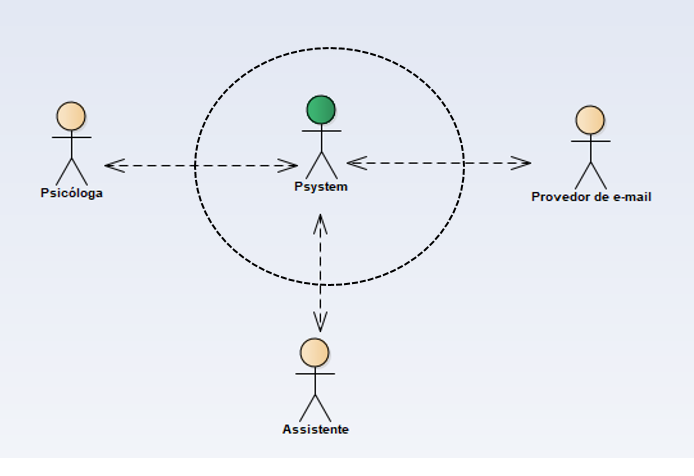 Psicóloga
Psystem
Provedor de e-mail
Assistente